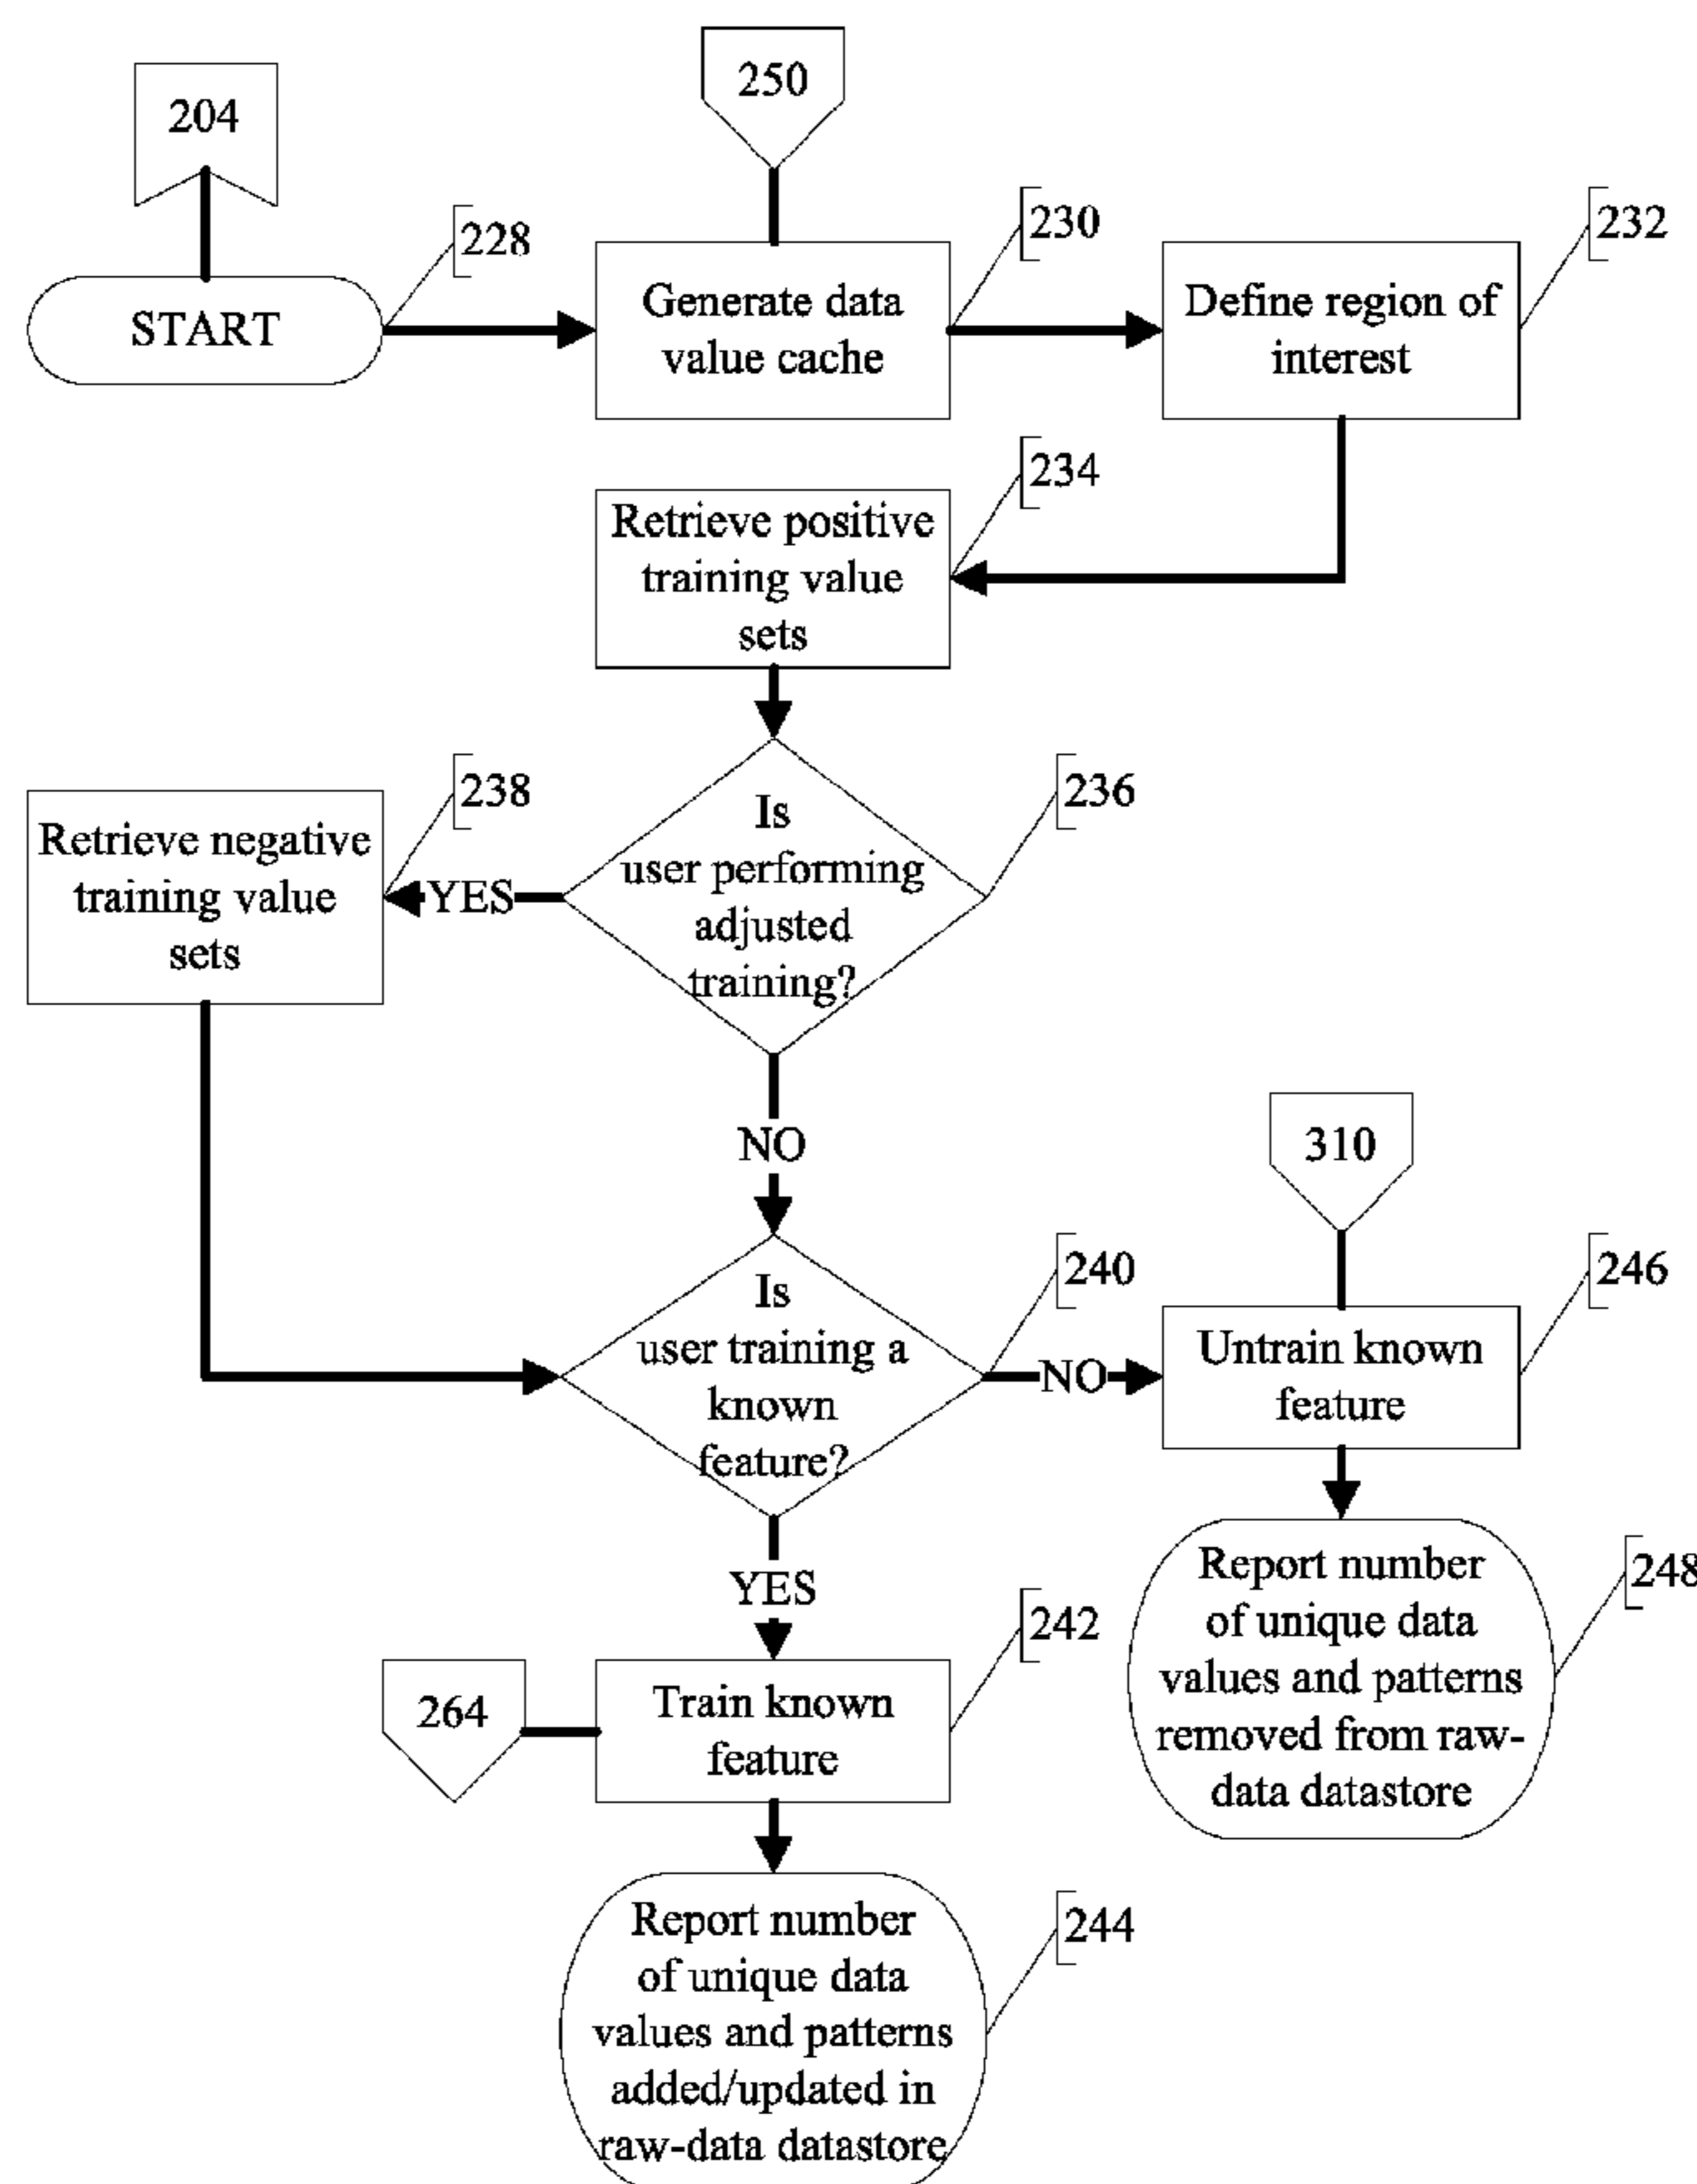 204
250
228
230
232
START
Generate data
value cache
Define region of
interest
234
Retrieve positive
training value
sets
238
236
Retrieve negative
training value
sets
YES
Is
user performing
adjusted
training?
NO
310
240
246
Is
user training a
known
feature?
NO
Untrain known
feature
YES
248
Report number
of unique data
values and patterns
removed from raw-
data datastore
242
264
Train known
feature
244
Report number
of unique data
values and patterns
added/updated in
raw-data datastore